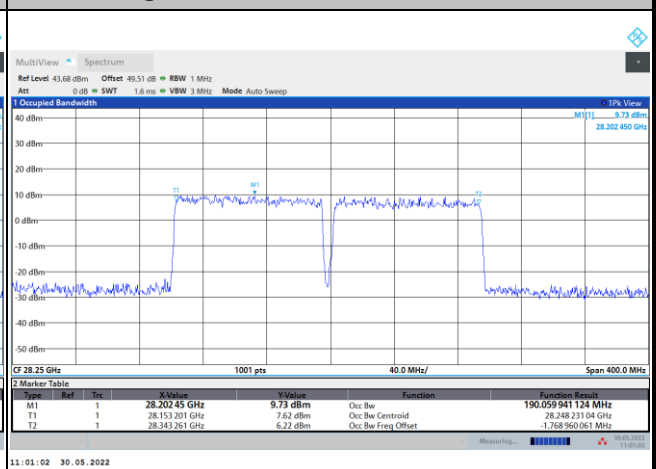 MultiView Spectrum
Ref Level 43.68 dBm Offset 49.51 dB RBW 1 MHz
Att 0 dB SWT 1.6 ms VBW 3 MHz Mode Auto Sweep
1 Occupied Bandwidth 1Pk View
M1[1] 9.73 dBm
28.202 450 GHz
40 dBm
30 dBm
20 dBm
10 dBm
0 dBm
-10 dBm
-20 dBm
-30 dBm
-40 dBm
-50 dBm
T1 M1 T2
CF 28.25 GHz 1001 pts 40.0 MHz/ Span 400.0 MHz
2 Marker Table
Type Ref Trc X-Value Y-Value Function Function Result
M1 1 28.202 45 GHz 9.73 dBm Occ Bw 190.059 941 124 MHz
T1 1 28.153 201 GHz 7.62 dBm Occ Bw Centroid 28.248 231 04 GHz
T2 1 28.343 261 GHz 6.22 dBm Occ Bw Freq Offset -1.768 960 061 MHz
Measuring... 30.05.2022
11:01:02
11:01:02 30.05.2022